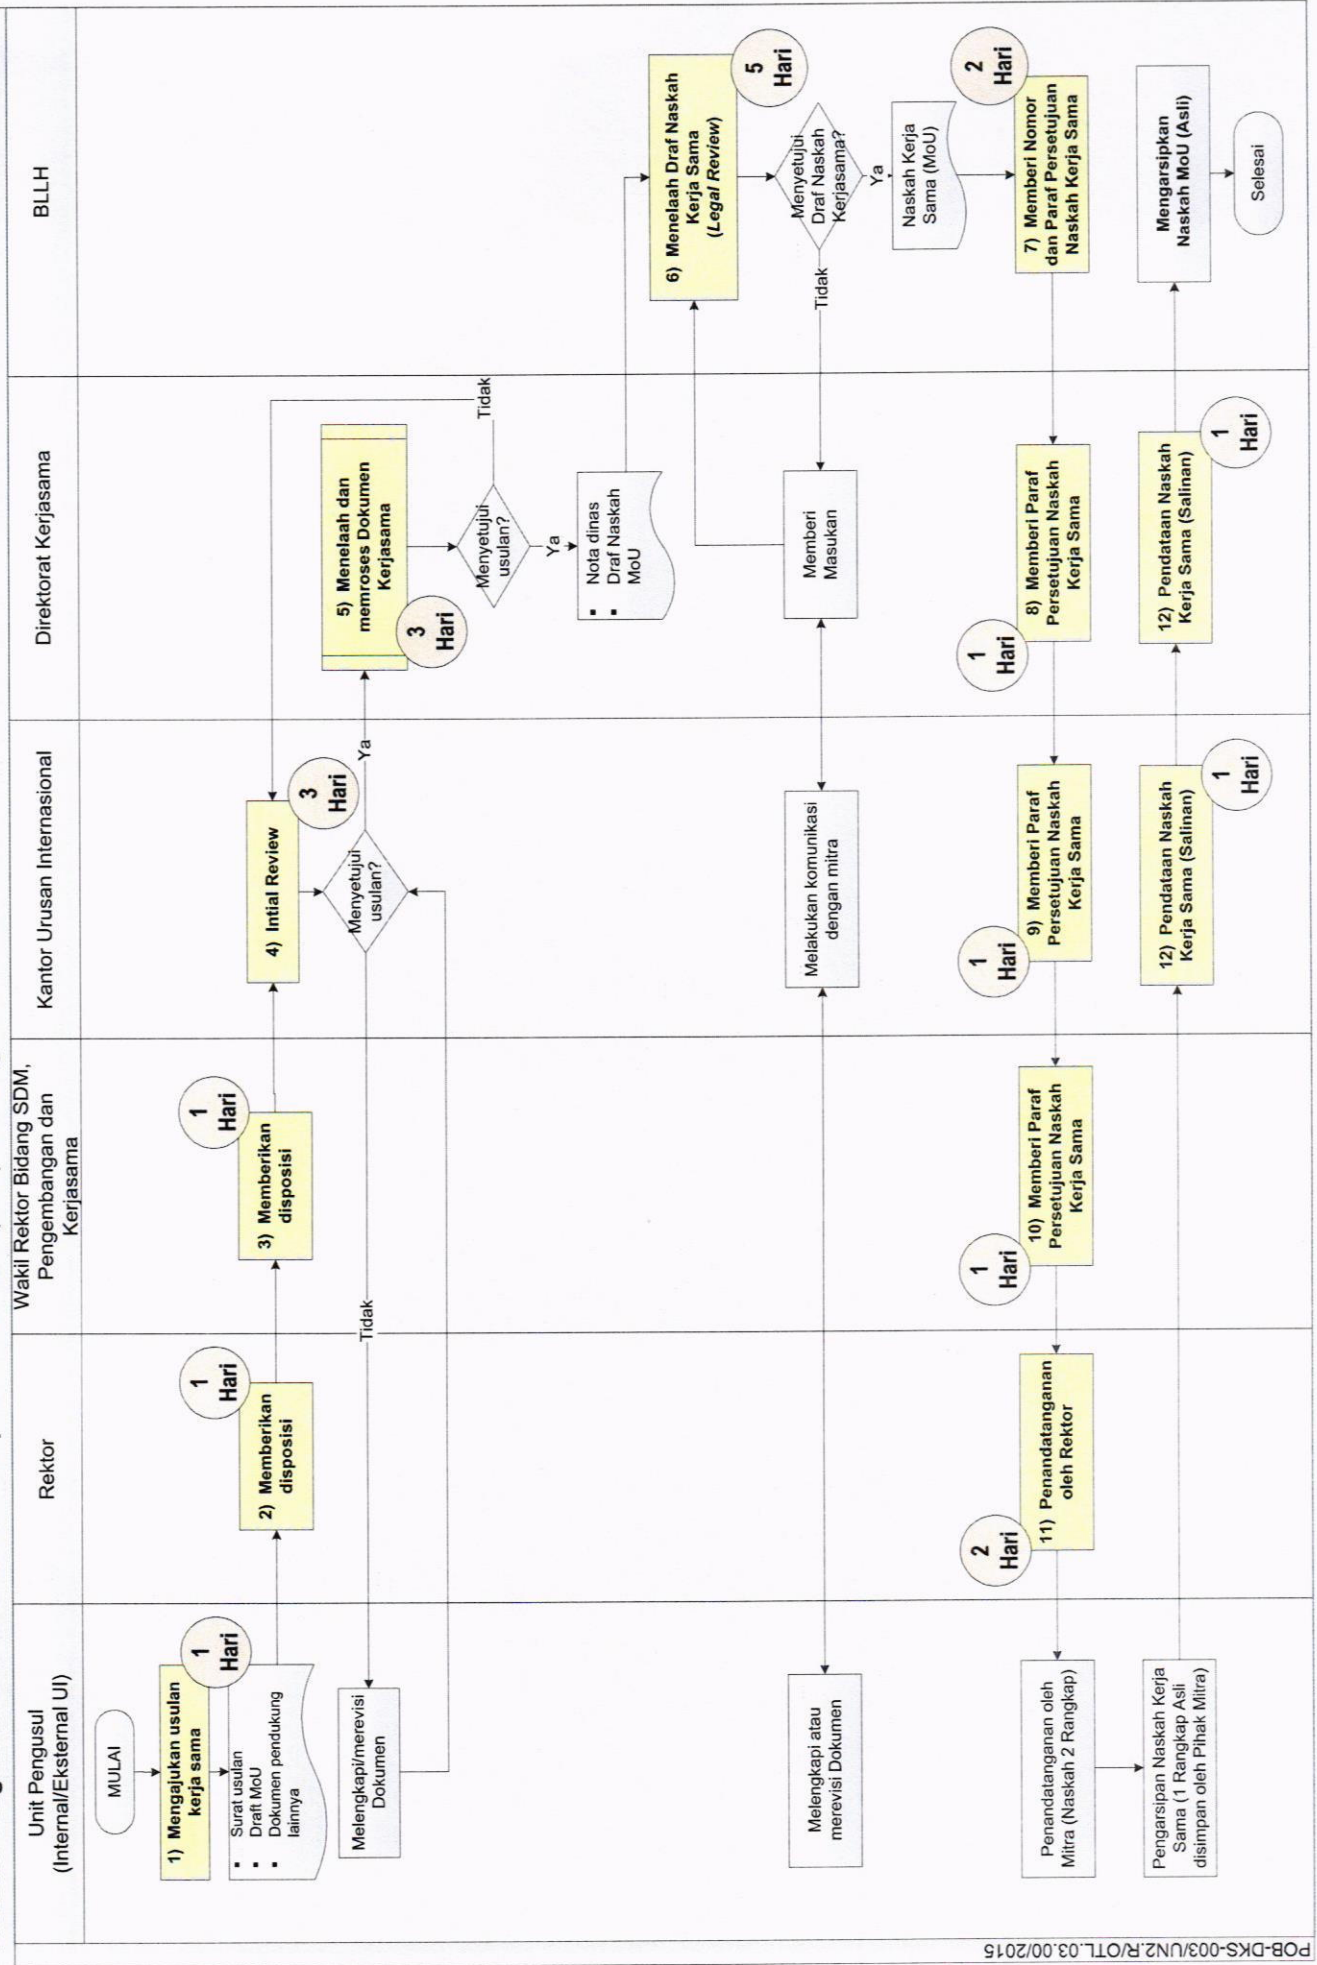 Unit Pengusul
(Internal/Eksternal UI)
Rektor
Wakil Rektor Bidang SDM,
Pengembangan dan
Kerjasama
Kantor Urusan Internasional
Direktorat Kerjasama
BLLH
MULAI
1) Mengajukan usulan
kerja sama
1
Hari
▪ Surat usulan
▪ Draft MoU
▪ Dokumen pendukung
lainnya
2) Memberikan
disposisi
1
Hari
3) Memberikan
disposisi
1
Hari
4) Intial Review
3
Hari
Menyetujui
usulan?
Tidak
Melengkapi/merevisi
Dokumen
Ya
5) Menelaah dan
memroses Dokumen
Kerjasama
3
Hari
Menyetujui
usulan?
Tidak
Ya
▪ Nota dinas
▪ Draf Naskah
MoU
6) Menelaah Draf Naskah
Kerja Sama
(Legal Review)
5
Hari
Menyetujui
Draf Naskah
Kerjasama?
Tidak
Ya
Memberi
Masukan
Melakukan komunikasi
dengan mitra
Melengkapi atau
merevisi Dokumen
Naskah Kerja
Sama (MoU)
7) Memberi Nomor
dan Paraf Persetujuan
Naskah Kerja Sama
2
Hari
8) Memberi Paraf
Persetujuan Naskah
Kerja Sama
1
Hari
9) Memberi Paraf
Persetujuan Naskah
Kerja Sama
1
Hari
10) Memberi Paraf
Persetujuan Naskah
Kerja Sama
1
Hari
11) Penandatanganan
oleh Rektor
2
Hari
Penandatanganan oleh
Mitra (Naskah 2 Rangkap)
Pengarsipan Naskah Kerja
Sama (1 Rangkap Asli
disimpan oleh Pihak Mitra)
12) Pendataan Naskah
Kerja Sama (Salinan)
1
Hari
12) Pendataan Naskah
Kerja Sama (Salinan)
1
Hari
Mengarsipkan
Naskah MoU (Asli)
Selesai
POB-DKS-003/UN2.R/OTL.03.00/2015